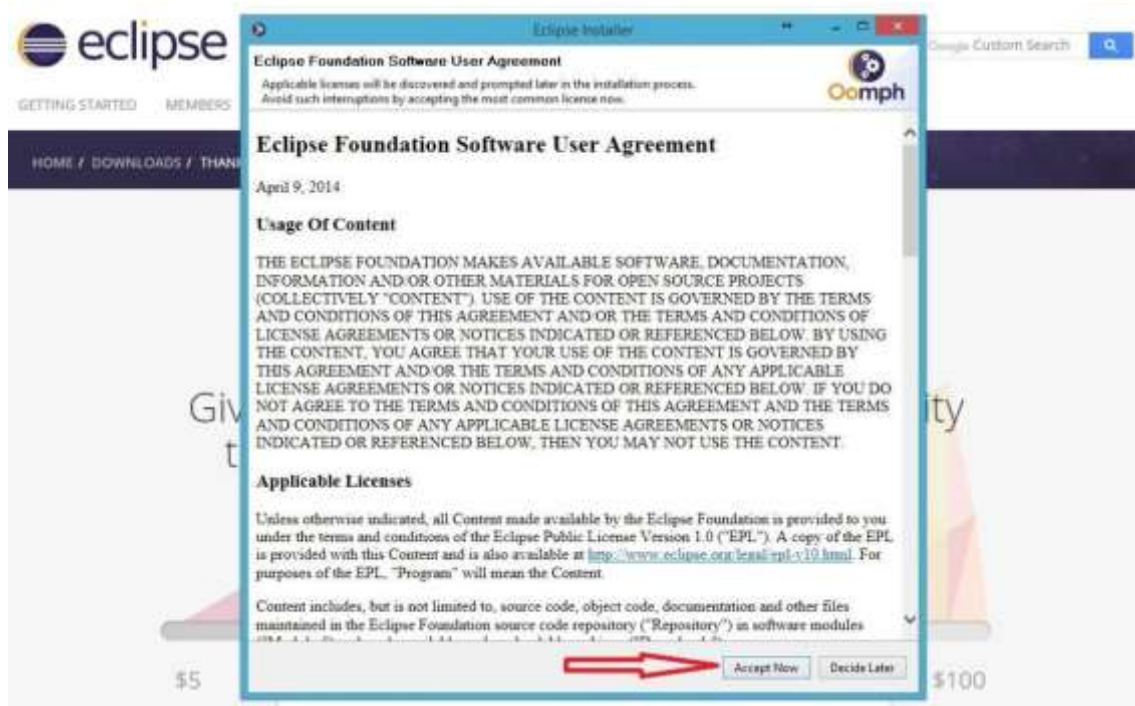 eclipse
GETTING STARTED MEMBERS
HOME / DOWNLOADS / THANK
Google Custom Search
Eclipse Installer
Eclipse Foundation Software User Agreement
Applicable licenses will be discovered and prompted later in the installation process.
Avoid such interruptions by accepting the most common license now.
Oomph
Eclipse Foundation Software User Agreement
April 9, 2014
Usage Of Content
THE ECLIPSE FOUNDATION MAKES AVAILABLE SOFTWARE, DOCUMENTATION,
INFORMATION AND/OR OTHER MATERIALS FOR OPEN SOURCE PROJECTS
(COLLECTIVELY "CONTENT"). USE OF THE CONTENT IS GOVERNED BY THE TERMS
AND CONDITIONS OF THIS AGREEMENT AND/OR THE TERMS AND CONDITIONS OF
LICENSE AGREEMENTS OR NOTICES INDICATED OR REFERENCED BELOW. BY USING
THE CONTENT, YOU AGREE THAT YOUR USE OF THE CONTENT IS GOVERNED BY
THIS AGREEMENT AND/OR THE TERMS AND CONDITIONS OF ANY APPLICABLE
LICENSE AGREEMENTS OR NOTICES INDICATED OR REFERENCED BELOW. IF YOU DO
NOT AGREE TO THE TERMS AND CONDITIONS OF THIS AGREEMENT AND THE TERMS
AND CONDITIONS OF ANY APPLICABLE LICENSE AGREEMENTS OR NOTICES
INDICATED OR REFERENCED BELOW, THEN YOU MAY NOT USE THE CONTENT.
Applicable Licenses
Unless otherwise indicated, all Content made available by the Eclipse Foundation is provided to you
under the terms and conditions of the Eclipse Public License Version 1.0 ("EPL"). A copy of the EPL
is provided with this Content and is also available at http://www.eclipse.org/legal/epl-v10.html. For
purposes of the EPL, "Program" will mean the Content.
Content includes, but is not limited to, source code, object code, documentation and other files
maintained in the Eclipse Foundation source code repository ("Repository") in software modules
Giv ity
t
Accept Now Decide Later
$5 $100